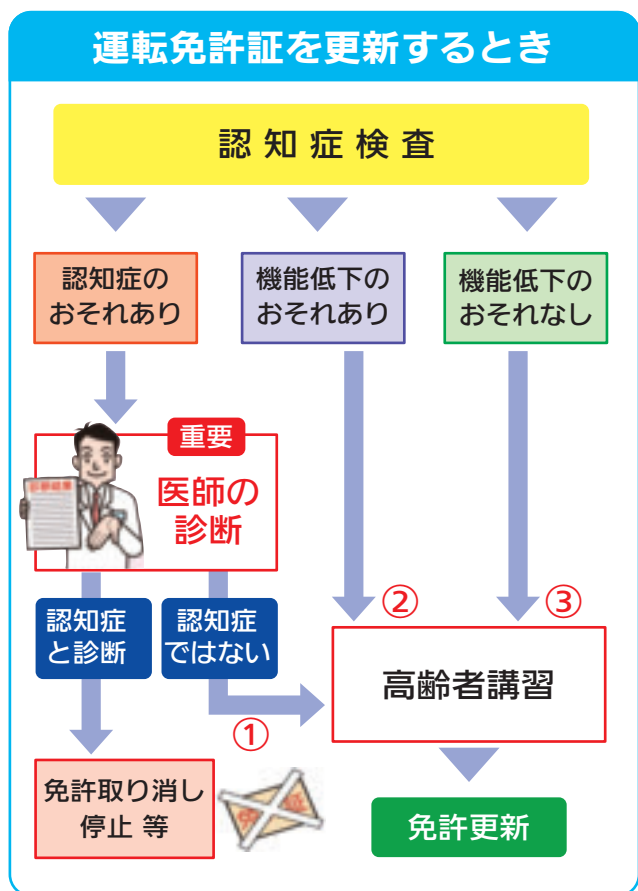 運転免許証を更新するとき
認知症検査
認知症の
おそれあり
機能低下の
おそれあり
機能低下の
おそれなし
重要
医師の
診断
認知症
と診断
認知症
ではない
①
②
③
高齢者講習
免許取り消し
停止 等
免許更新